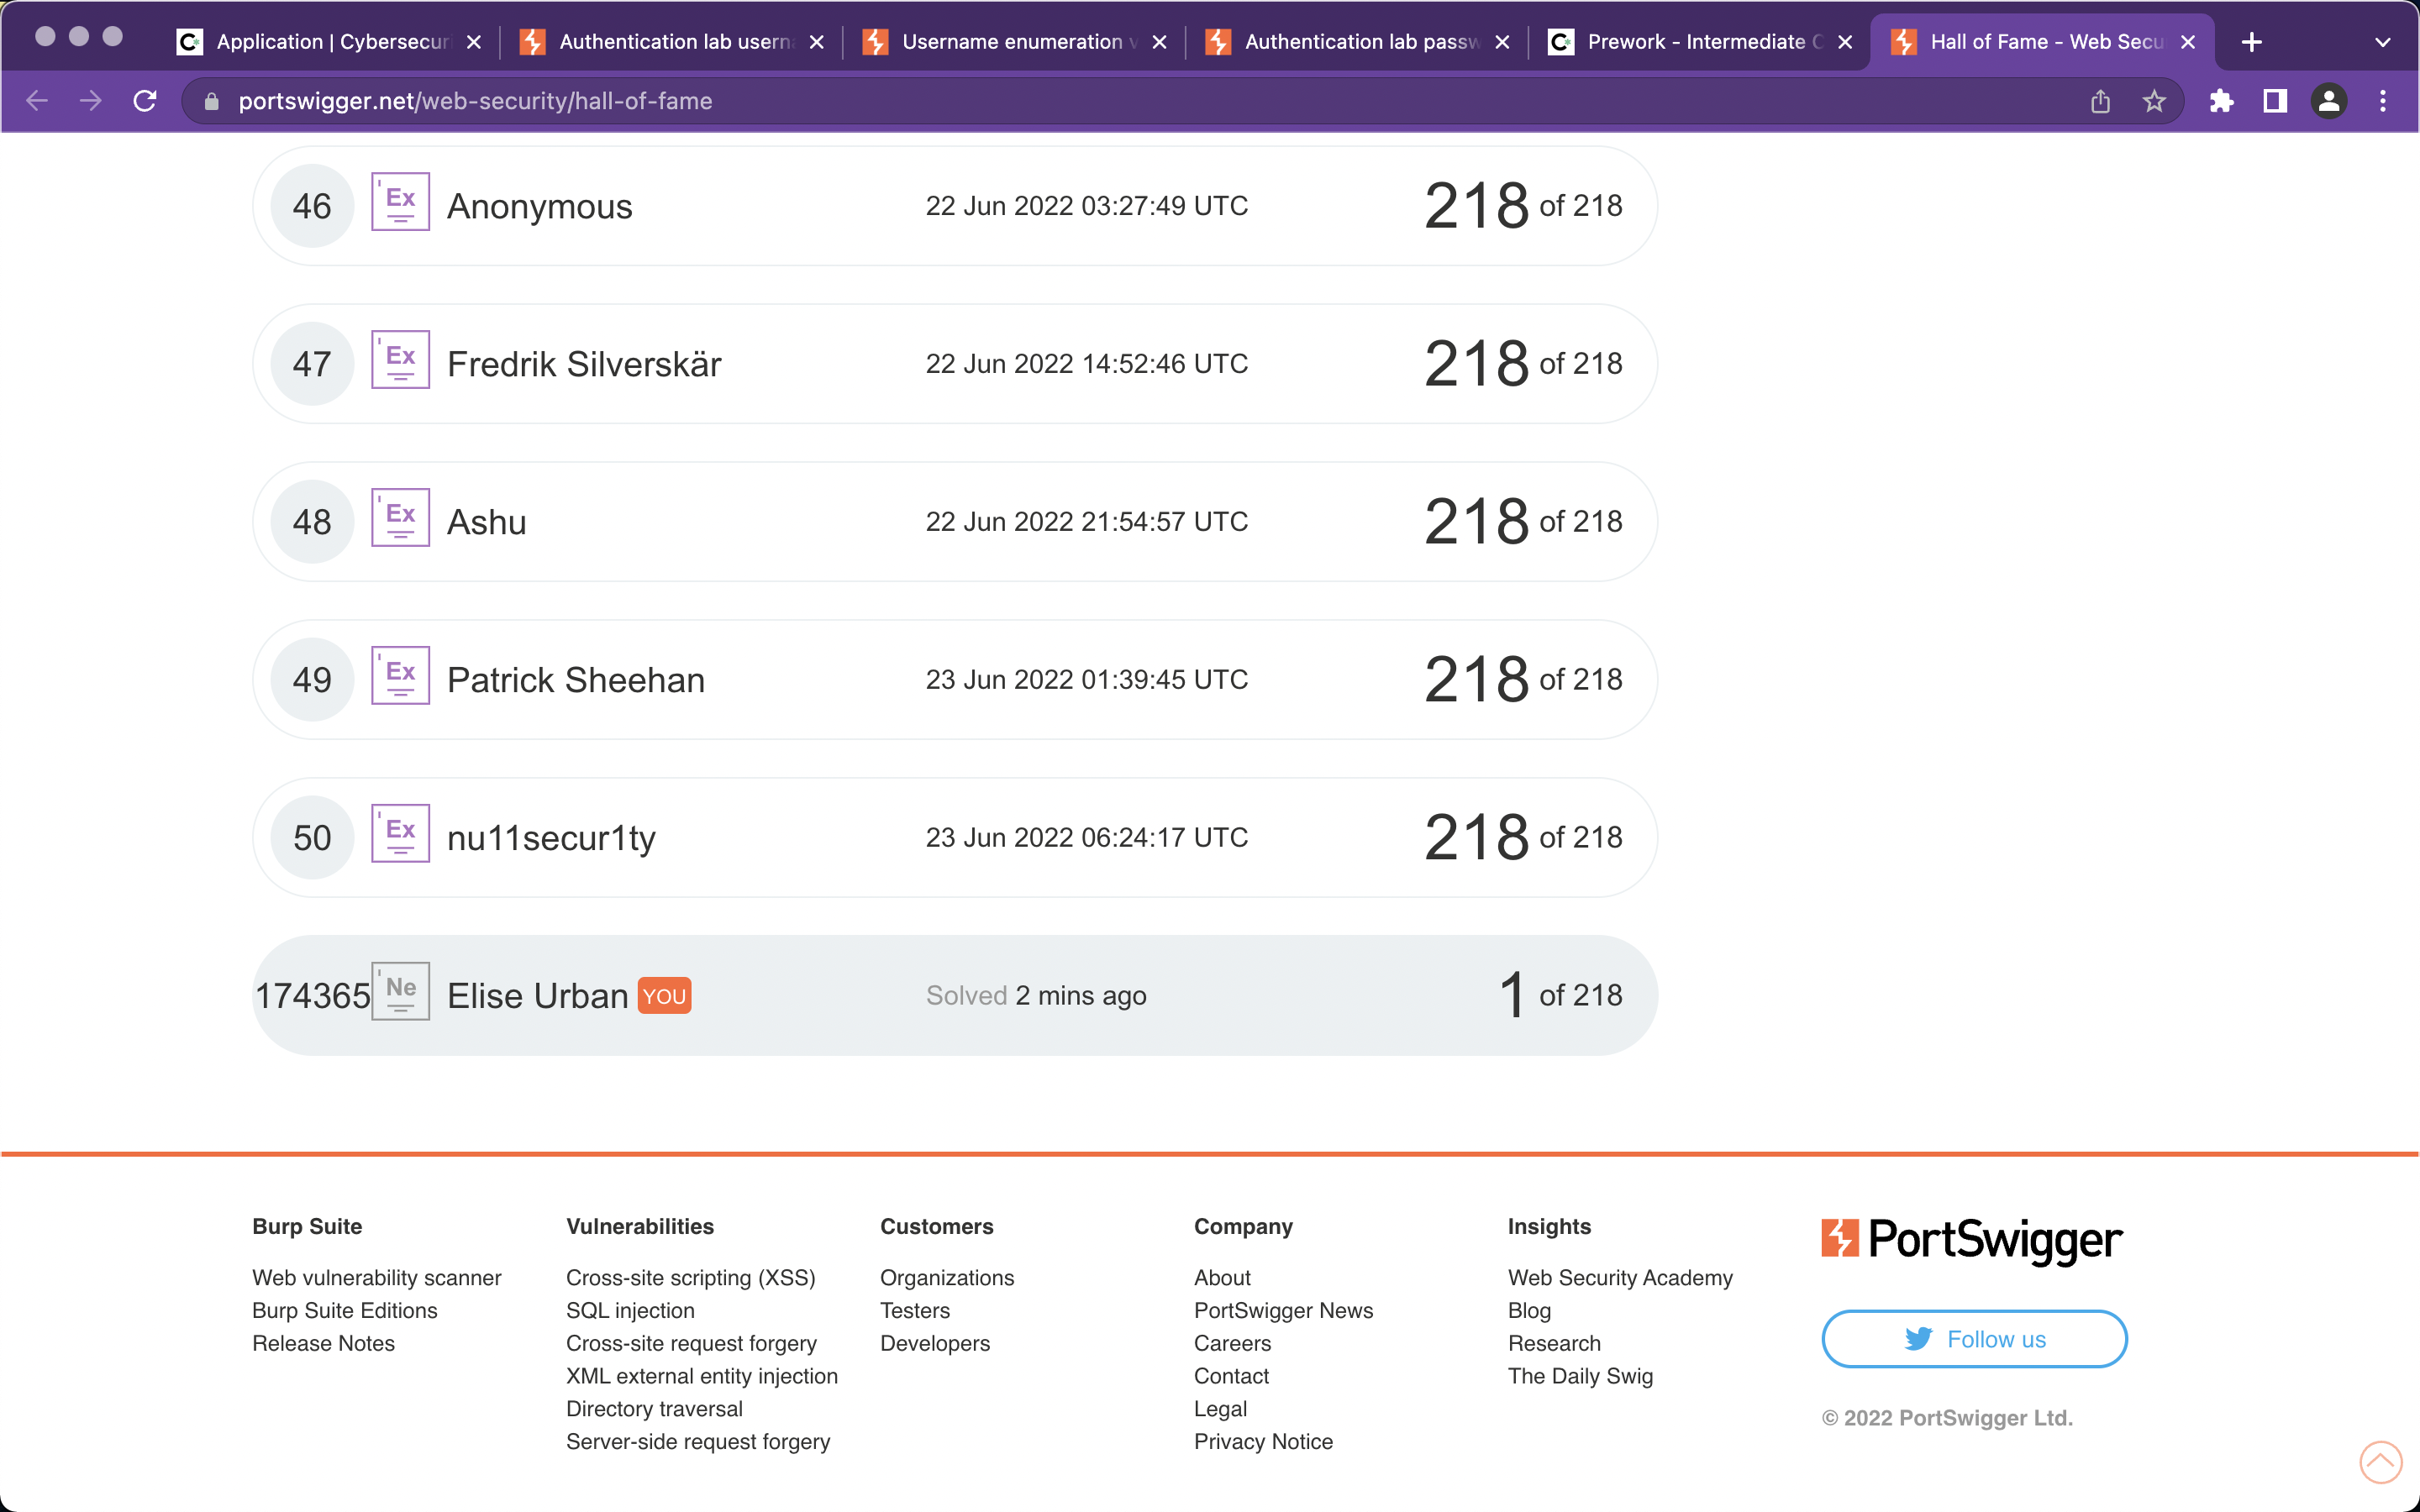 Application | Cybersecuri
Authentication lab usern
Username enumeration v
Authentication lab passw
Prework - Intermediate C
Hall of Fame - Web Secu
portswigger.net/web-security/hall-of-fame
46 Ex Anonymous 22 Jun 2022 03:27:49 UTC 218 of 218
47 Ex Fredrik Silverskär 22 Jun 2022 14:52:46 UTC 218 of 218
48 Ex Ashu 22 Jun 2022 21:54:57 UTC 218 of 218
49 Ex Patrick Sheehan 23 Jun 2022 01:39:45 UTC 218 of 218
50 Ex nu11secur1ty 23 Jun 2022 06:24:17 UTC 218 of 218
174365 Ne Elise Urban YOU Solved 2 mins ago 1 of 218
Burp Suite
Web vulnerability scanner
Burp Suite Editions
Release Notes
Vulnerabilities
Cross-site scripting (XSS)
SQL injection
Cross-site request forgery
XML external entity injection
Directory traversal
Server-side request forgery
Customers
Organizations
Testers
Developers
Company
About
PortSwigger News
Careers
Contact
Legal
Privacy Notice
Insights
Web Security Academy
Blog
Research
The Daily Swig
PortSwigger
Follow us
© 2022 PortSwigger Ltd.